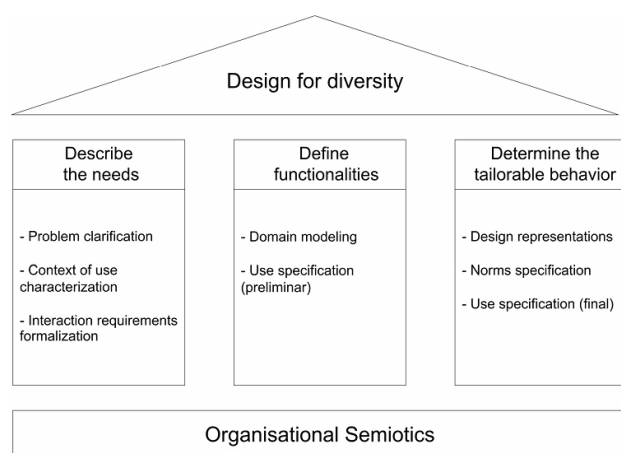 Design for diversity
Describe
the needs
- Problem clarification
- Context of use
characterization
- Interaction requirements
formalization
Define
functionalities
- Domain modeling
- Use specification
(preliminar)
Determine the
tailorable behavior
- Design representations
- Norms specification
- Use specification (final)
Organisational Semiotics